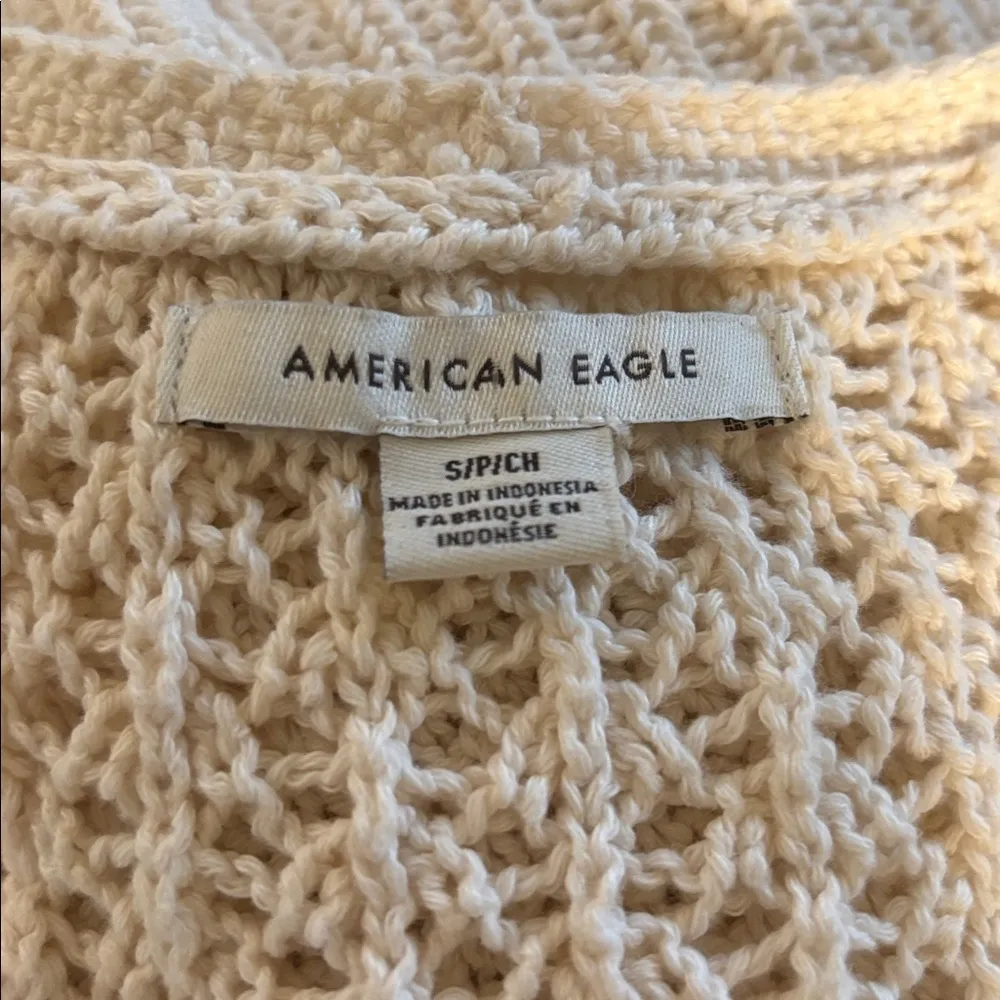 AMERICAN EAGLE
S/P/CH
MADE IN INDONESIA
FABRIQUÉ EN
INDONÉSIE